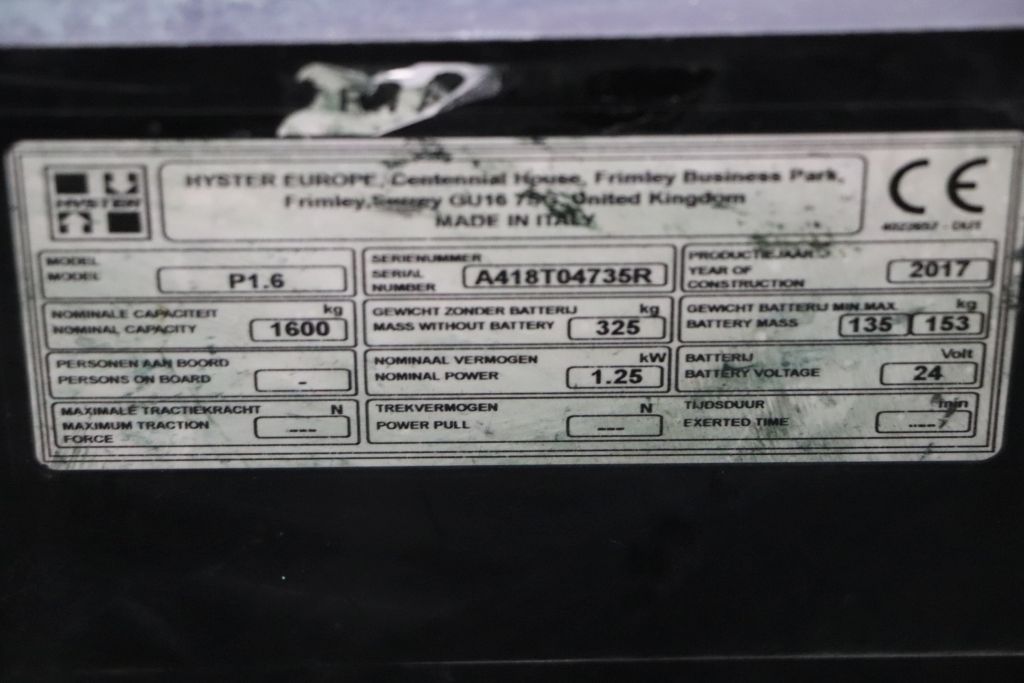 HYSTER
HYSTER EUROPE, Centennial House, Frimley Business Park,
Frimley, Surrey GU16 7SG, United Kingdom
MADE IN ITALY
CE
MODEL
MODEL
P1.6
SERIENUMMER
SERIAL
NUMBER
A418T04735R
PRODUCTIEJAAR
YEAR OF
CONSTRUCTION
2017
NOMINALE CAPACITEIT kg
NOMINAL CAPACITY 1600
GEWICHT ZONDER BATTERIJ kg
MASS WITHOUT BATTERY 325
GEWICHT BATTERIJ MIN. MAX. kg
BATTERY MASS 135 153
PERSONEN AAN BOORD
PERSONS ON BOARD -
NOMINAAL VERMOGEN kW
NOMINAL POWER 1.25
BATTERIJ Volt
BATTERY VOLTAGE 24
MAXIMALE TRACTIEKRACHT N
MAXIMUM TRACTION
FORCE
---
TREKVERMOGEN N
POWER PULL ---
TIJDSDUUR min
EXERTED TIME ----